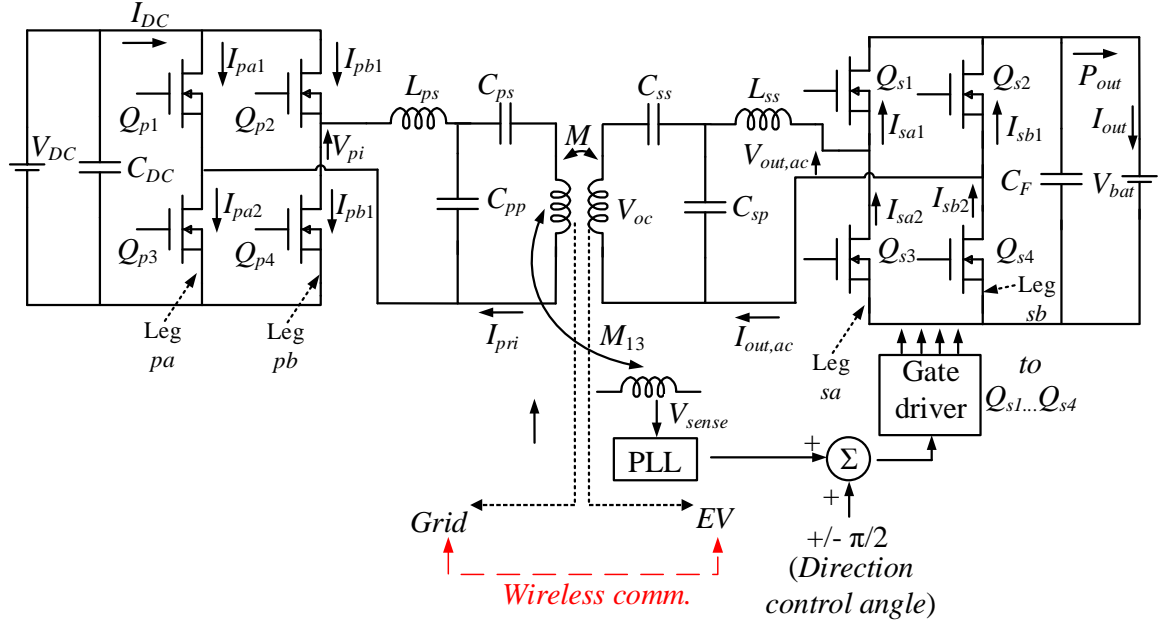 I_DC
I_pa1
I_pb1
Q_p1
Q_p2
L_ps
C_ps
M
C_ss
L_ss
Q_s1
Q_s2
P_out
I_sa1
I_sb1
I_out
V_DC
C_DC
V_pi
V_out,ac
C_F
V_bat
I_pa2
I_pb1
C_pp
V_oc
C_sp
I_sa2
I_sb2
Q_p3
Q_p4
Q_s3
Q_s4
Leg
pa
Leg
pb
I_pri
M_13
I_out,ac
Leg
sa
Leg
sb
V_sense
PLL
Gate
driver
to
Q_s1...Q_s4
+
Σ
+
Grid
EV
+/- π/2
(Direction
control angle)
Wireless comm.